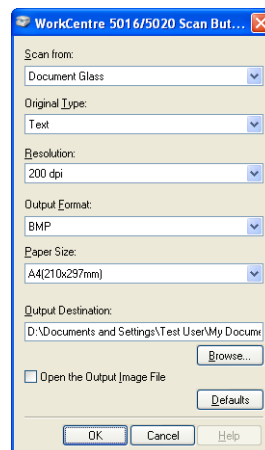 WorkCentre 5016/5020 Scan But...
Scan from:
Document Glass
Original Type:
Text
Resolution:
200 dpi
Output Format:
BMP
Paper Size:
A4(210x297mm)
Output Destination:
D:\Documents and Settings\Test User\My Docume
Browse...
Open the Output Image File
Defaults
OK Cancel Help